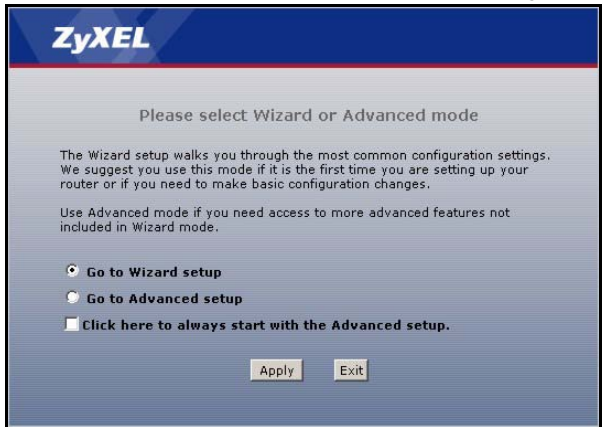 ZyXEL
Please select Wizard or Advanced mode
The Wizard setup walks you through the most common configuration settings.
We suggest you use this mode if it is the first time you are setting up your
router or if you need to make basic configuration changes.
Use Advanced mode if you need access to more advanced features not
included in Wizard mode.
Go to Wizard setup
Go to Advanced setup
Click here to always start with the Advanced setup.
Apply Exit